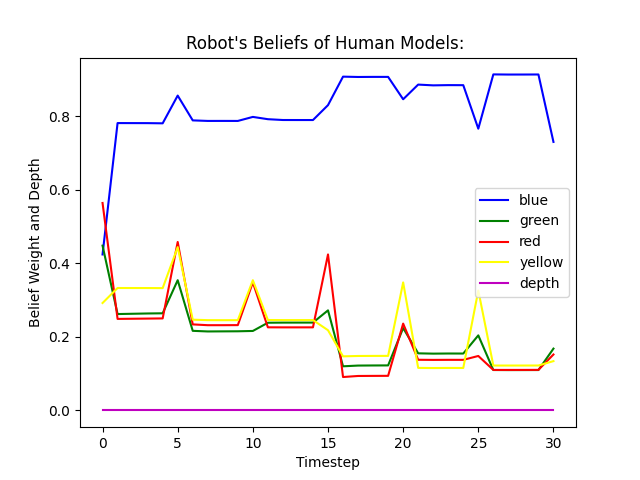 Robot's Beliefs of Human Models:
Belief Weight and Depth
0.8
0.6
0.4
0.2
0.0
blue
green
red
yellow
depth
0 5 10 15 20 25 30
Timestep